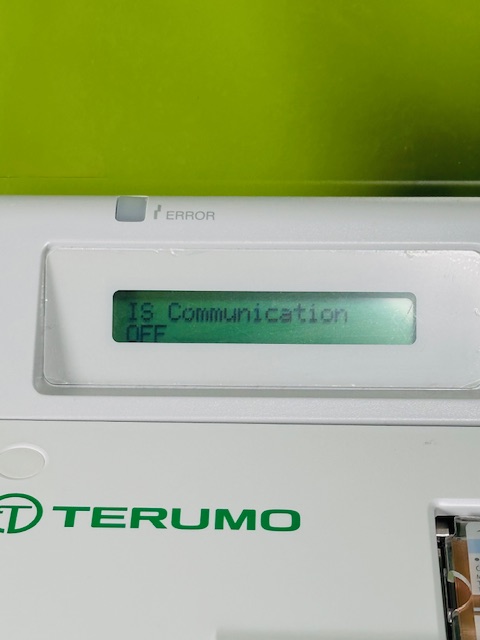 ERROR
IS Communication
OFF
TERUMO